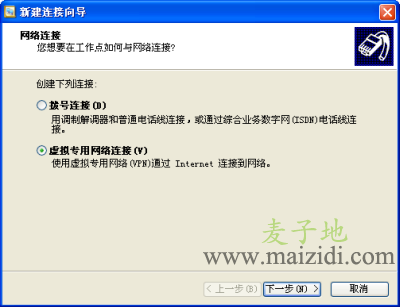 新建连接向导
网络连接
您想要在工作点如何与网络连接?
创建下列连接:
拨号连接(D)
用调制解调器和普通电话线连接，或通过综合业务数字网(ISDN)电话线连
接。
虚拟专用网络连接(V)
使用虚拟专用网络(VPN)通过 Internet 连接到网络。
麦子地
www.maizidi.com
<上一步(B) 下一步(N)> 取消